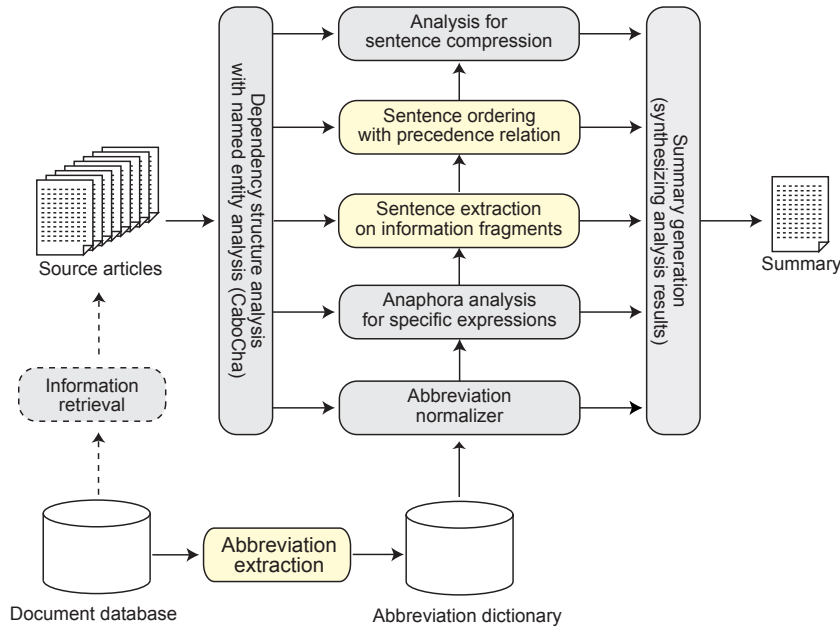 Analysis for
sentence compression
Sentence ordering
with precedence relation
Sentence extraction
on information fragments
Anaphora analysis
for specific expressions
Abbreviation
normalizer
Dependency structure analysis
with named entity analysis (CaboCha)
Summary generation
(synthesizing analysis results)
Source articles
Summary
Information
retrieval
Abbreviation
extraction
Document database
Abbreviation dictionary